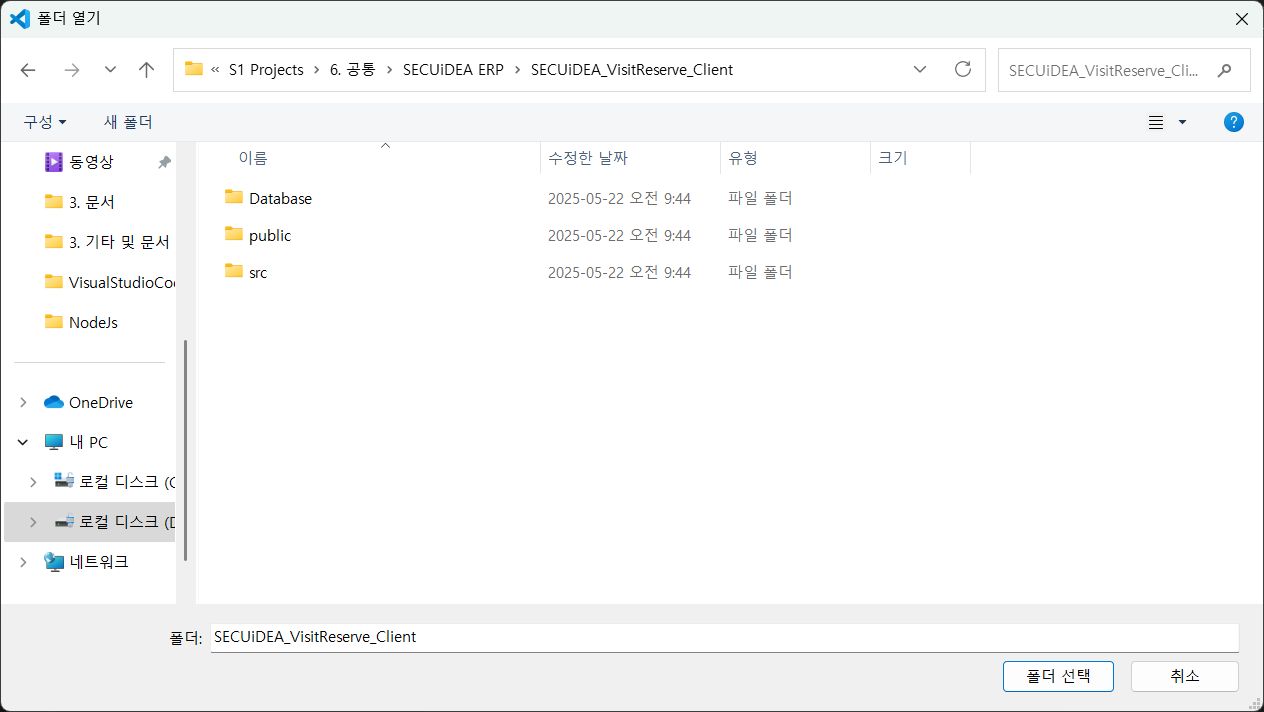 폴더 열기
« S1 Projects › 6. 공통 › SECUiDEA ERP › SECUiDEA_VisitReserve_Client
SECUiDEA_VisitReserve_Cli...
구성 새 폴더
?
동영상
3. 문서
3. 기타 및 문서
VisualStudioCo
NodeJs
OneDrive
내 PC
로컬 디스크 (C
로컬 디스크 (D
네트워크
이름 수정한 날짜 유형 크기
Database 2025-05-22 오전 9:44 파일 폴더
public 2025-05-22 오전 9:44 파일 폴더
src 2025-05-22 오전 9:44 파일 폴더
폴더: SECUiDEA_VisitReserve_Client
폴더 선택 취소